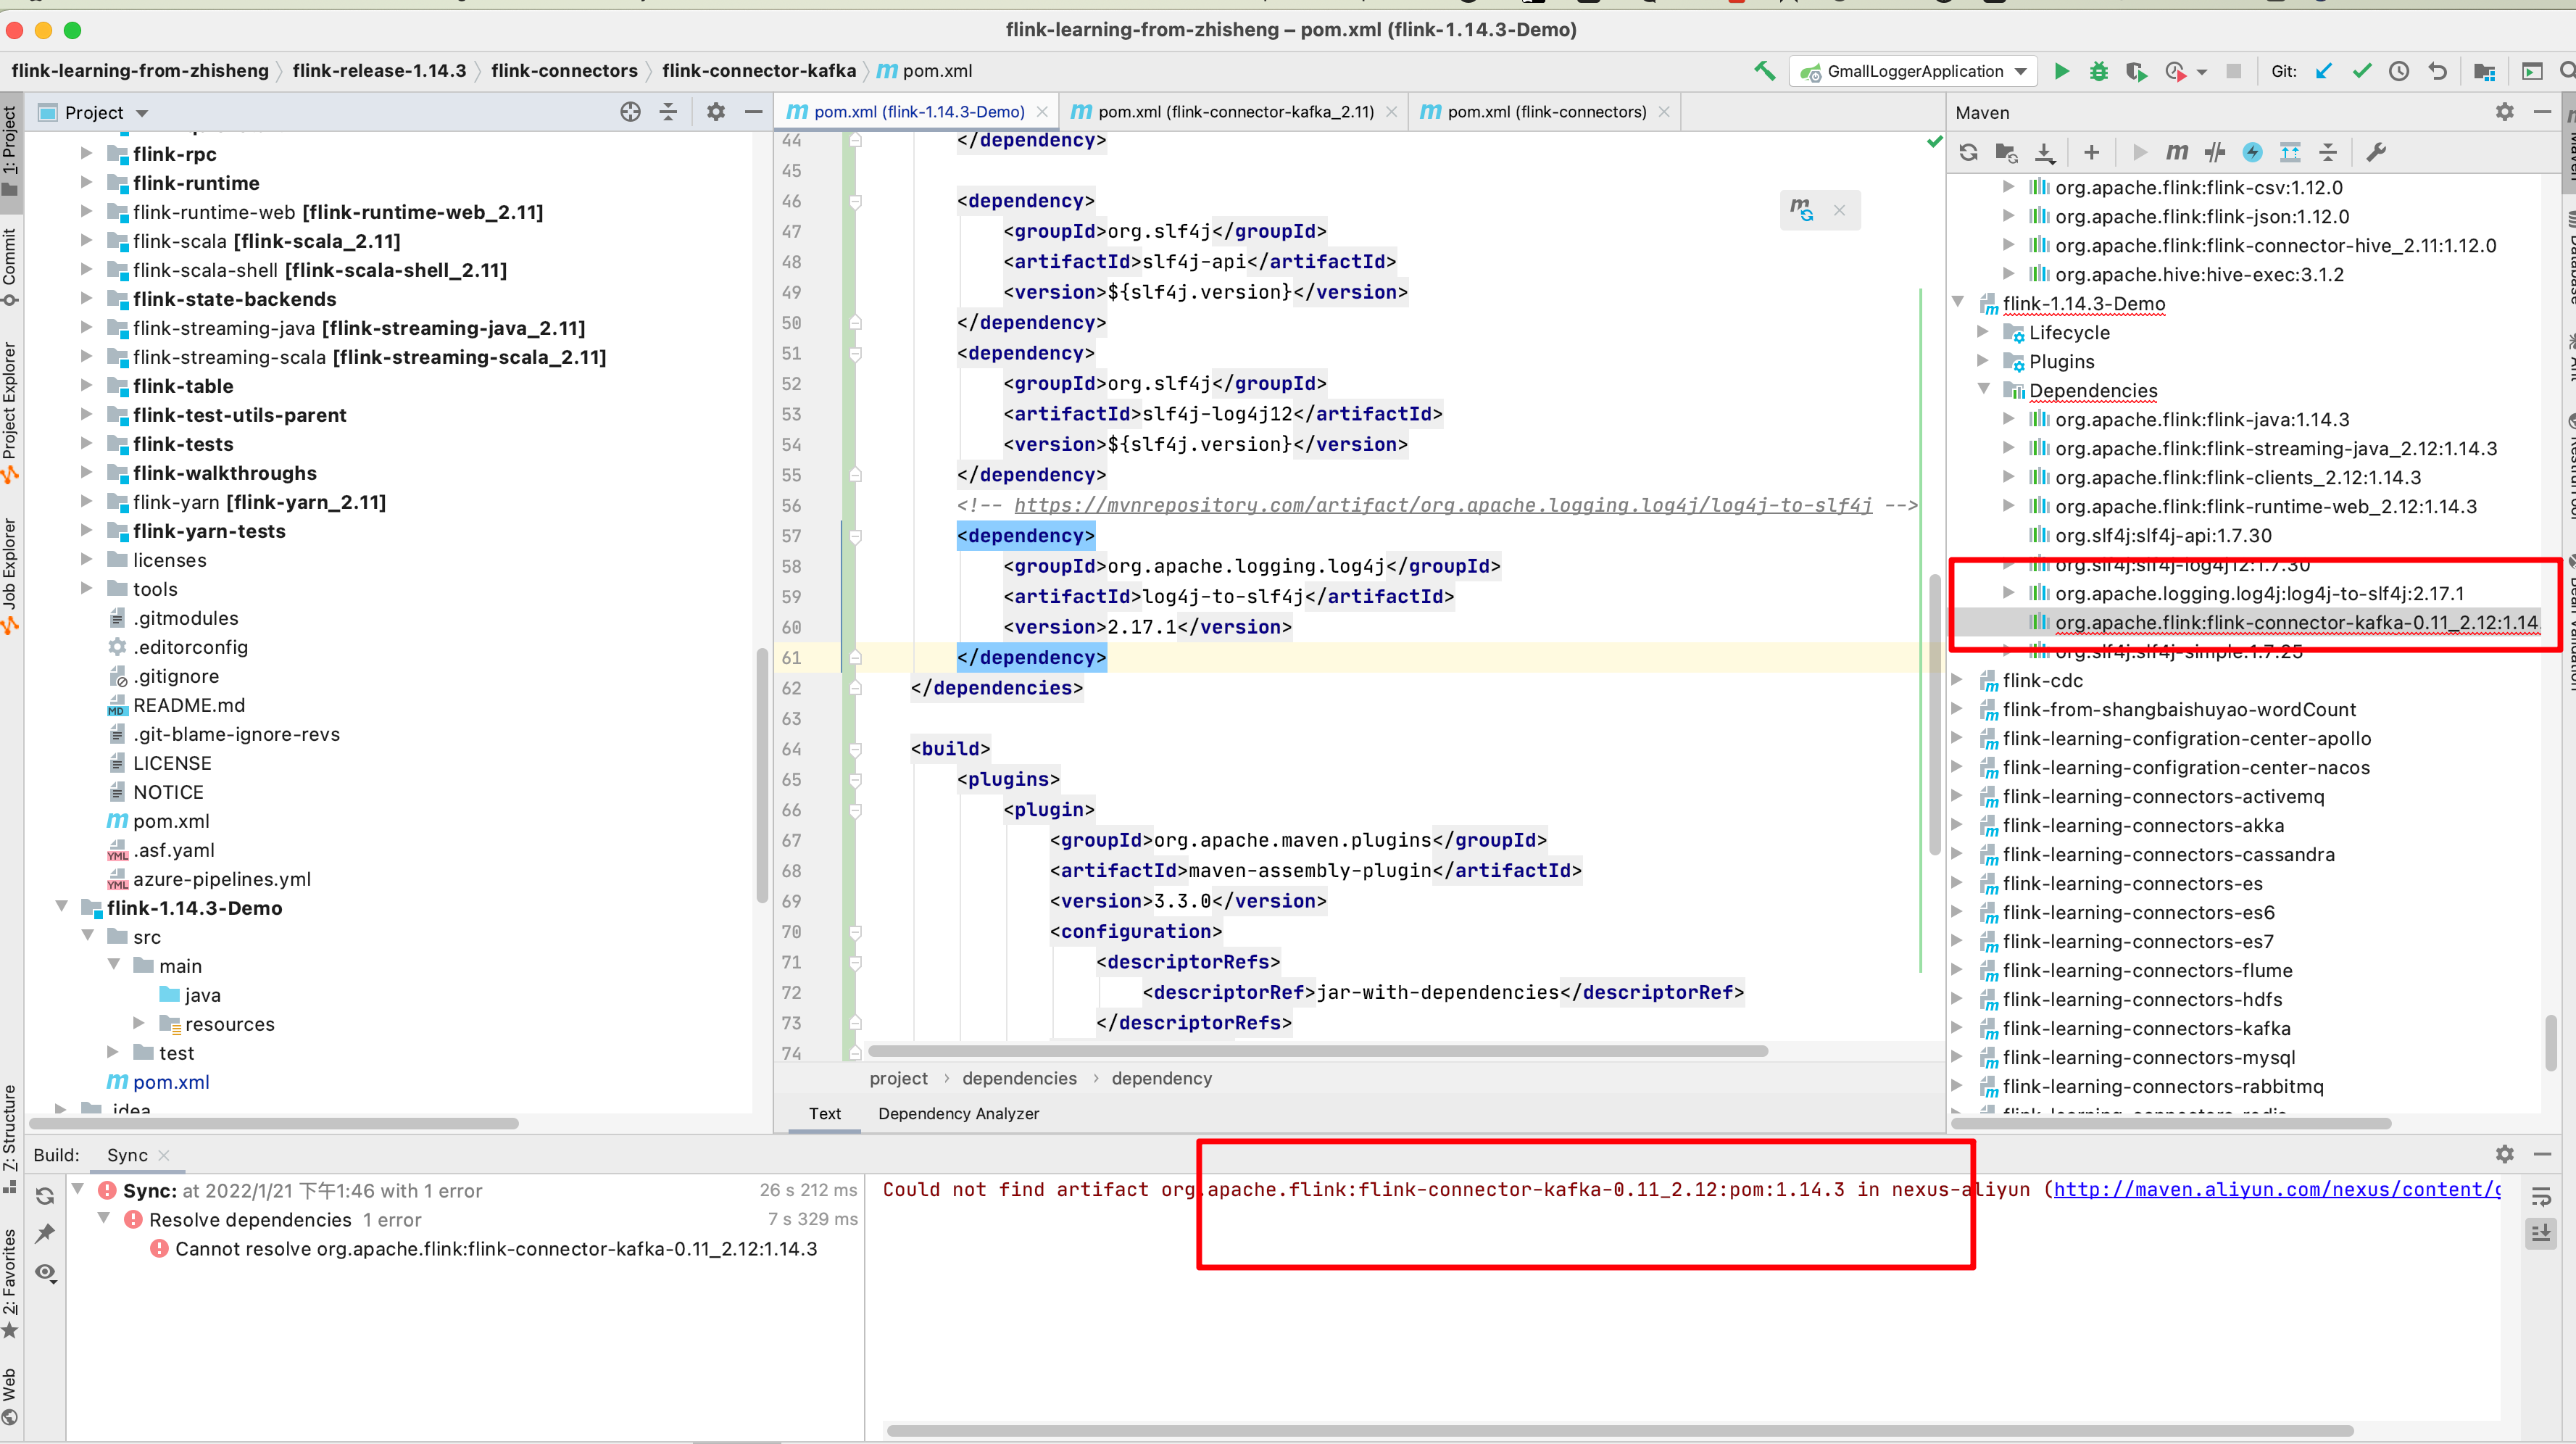 flink-learning-from-zhisheng – pom.xml (flink-1.14.3-Demo)
flink-learning-from-zhisheng flink-release-1.14.3 flink-connectors flink-connector-kafka pom.xml
GmallLoggerApplication
Git:
1: Project
Commit
Project Explorer
Job Explorer
Z: Structure
2: Favorites
Web
Project
flink-rpc
flink-runtime
flink-runtime-web [flink-runtime-web_2.11]
flink-scala [flink-scala_2.11]
flink-scala-shell [flink-scala-shell_2.11]
flink-state-backends
flink-streaming-java [flink-streaming-java_2.11]
flink-streaming-scala [flink-streaming-scala_2.11]
flink-table
flink-test-utils-parent
flink-tests
flink-walkthroughs
flink-yarn [flink-yarn_2.11]
flink-yarn-tests
licenses
tools
.gitmodules
.editorconfig
.gitignore
README.md
.git-blame-ignore-revs
LICENSE
NOTICE
pom.xml
.asf.yaml
azure-pipelines.yml
flink-1.14.3-Demo
src
main
java
resources
test
pom.xml
.idea
pom.xml (flink-1.14.3-Demo)
pom.xml (flink-connector-kafka_2.11)
pom.xml (flink-connectors)
44 </dependency>
45
46 <dependency>
47 <groupId>org.slf4j</groupId>
48 <artifactId>slf4j-api</artifactId>
49 <version>${slf4j.version}</version>
50 </dependency>
51 <dependency>
52 <groupId>org.slf4j</groupId>
53 <artifactId>slf4j-log4j12</artifactId>
54 <version>${slf4j.version}</version>
55 </dependency>
56 <!-- https://mvnrepository.com/artifact/org.apache.logging.log4j/log4j-to-slf4j -->
57 <dependency>
58 <groupId>org.apache.logging.log4j</groupId>
59 <artifactId>log4j-to-slf4j</artifactId>
60 <version>2.17.1</version>
61 </dependency>
62 </dependencies>
63
64 <build>
65 <plugins>
66 <plugin>
67 <groupId>org.apache.maven.plugins</groupId>
68 <artifactId>maven-assembly-plugin</artifactId>
69 <version>3.3.0</version>
70 <configuration>
71 <descriptorRefs>
72 <descriptorRef>jar-with-dependencies</descriptorRef>
73 </descriptorRefs>
74
project › dependencies › dependency
Text
Dependency Analyzer
Maven
org.apache.flink:flink-csv:1.12.0
org.apache.flink:flink-json:1.12.0
org.apache.flink:flink-connector-hive_2.11:1.12.0
org.apache.hive:hive-exec:3.1.2
flink-1.14.3-Demo
Lifecycle
Plugins
Dependencies
org.apache.flink:flink-java:1.14.3
org.apache.flink:flink-streaming-java_2.12:1.14.3
org.apache.flink:flink-clients_2.12:1.14.3
org.apache.flink:flink-runtime-web_2.12:1.14.3
org.slf4j:slf4j-api:1.7.30
org.slf4j:slf4j-log4j12:1.7.30
org.apache.logging.log4j:log4j-to-slf4j:2.17.1
org.apache.flink:flink-connector-kafka-0.11_2.12:1.14.
org.slf4j:slf4j-simple:1.7.25
flink-cdc
flink-from-shangbaishuyao-wordCount
flink-learning-configration-center-apollo
flink-learning-configration-center-nacos
flink-learning-connectors-activemq
flink-learning-connectors-akka
flink-learning-connectors-cassandra
flink-learning-connectors-es
flink-learning-connectors-es6
flink-learning-connectors-es7
flink-learning-connectors-flume
flink-learning-connectors-hdfs
flink-learning-connectors-kafka
flink-learning-connectors-mysql
flink-learning-connectors-rabbitmq
Build: Sync
Sync: at 2022/1/21 下午1:46 with 1 error 26 s 212 ms
Resolve dependencies 1 error 7 s 329 ms
Cannot resolve org.apache.flink:flink-connector-kafka-0.11_2.12:1.14.3
Could not find artifact org.apache.flink:flink-connector-kafka-0.11_2.12:pom:1.14.3 in nexus-aliyun (http://maven.aliyun.com/nexus/content/g